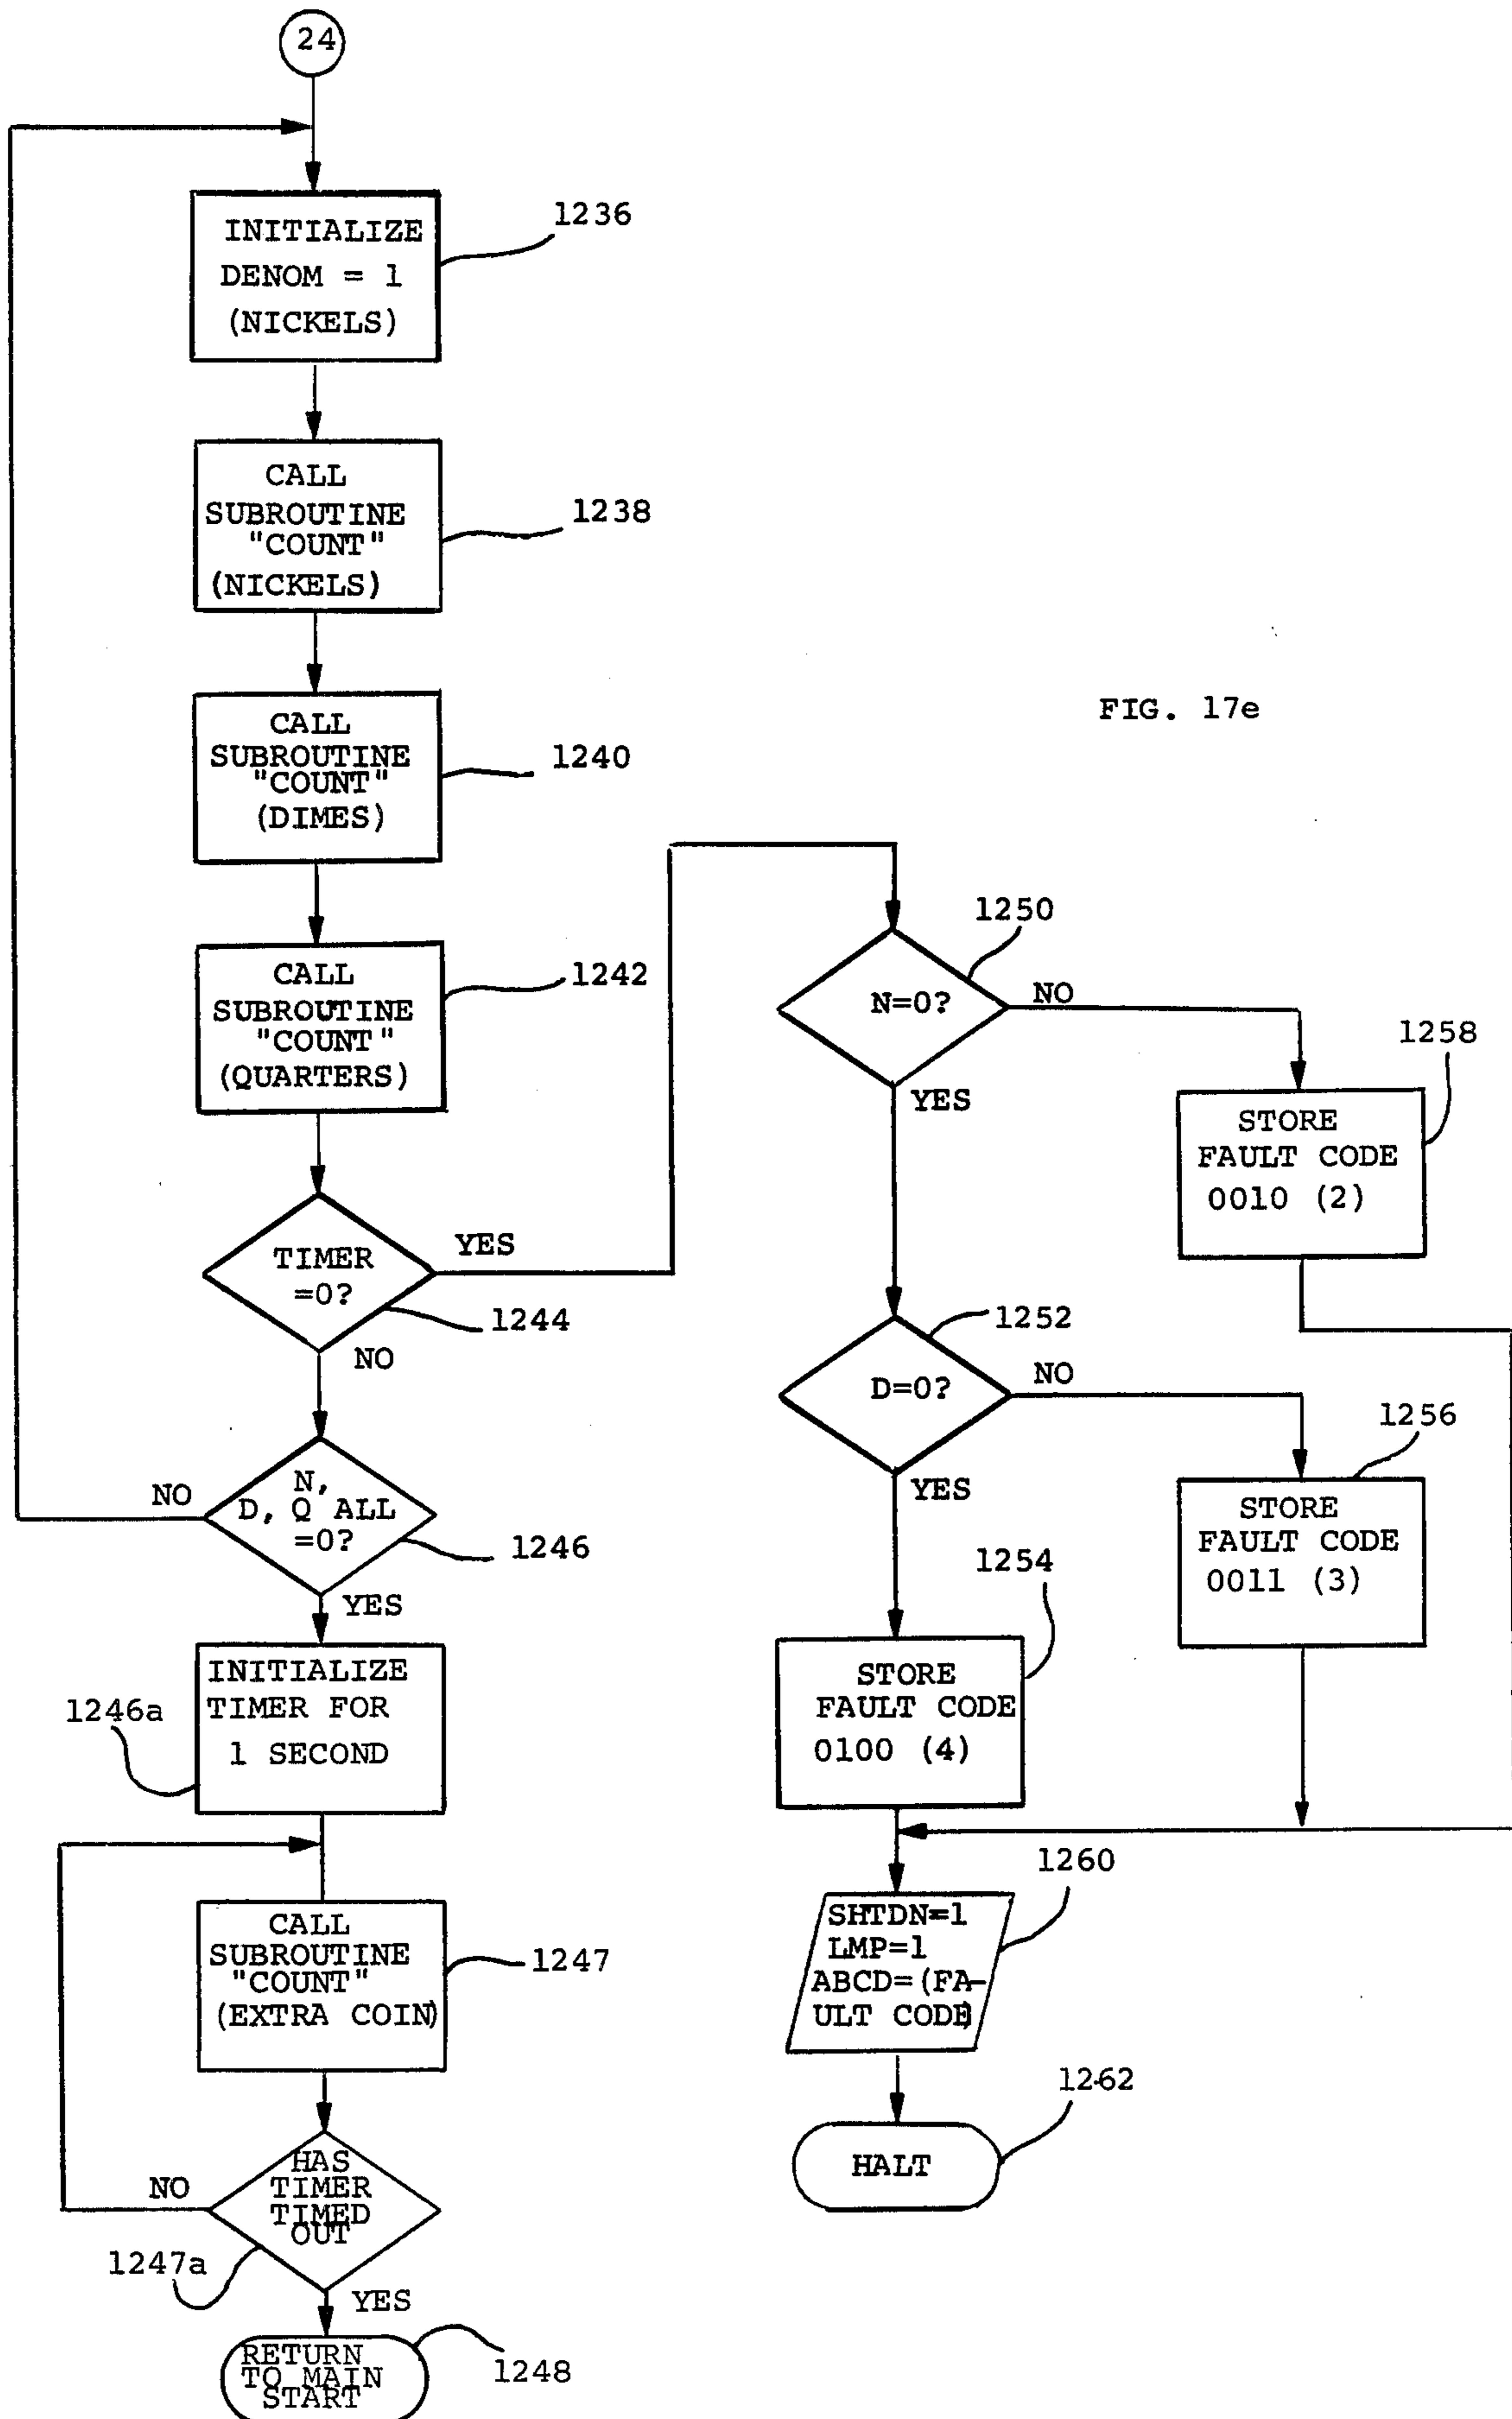 24
INITIALIZE
DENOM = 1
(NICKELS)
1236
CALL
SUBROUTINE
"COUNT"
(NICKELS)
1238
CALL
SUBROUTINE
"COUNT"
(DIMES)
1240
CALL
SUBROUTINE
"COUNT"
(QUARTERS)
1242
TIMER
=0?
YES
1244
NO
N,
D, Q ALL
=0?
NO
1246
YES
INITIALIZE
TIMER FOR
1 SECOND
1246a
CALL
SUBROUTINE
"COUNT"
(EXTRA COIN)
1247
HAS
TIMER
TIMED
OUT
NO
1247a
YES
RETURN
TO MAIN
START
1248
FIG. 17e
1250
N=0?
NO
YES
1258
STORE
FAULT CODE
0010 (2)
1252
D=0?
NO
YES
1256
STORE
FAULT CODE
0011 (3)
1254
STORE
FAULT CODE
0100 (4)
1260
SHTDN=1
LMP=1
ABCD=(FA-
ULT CODE)
1262
HALT